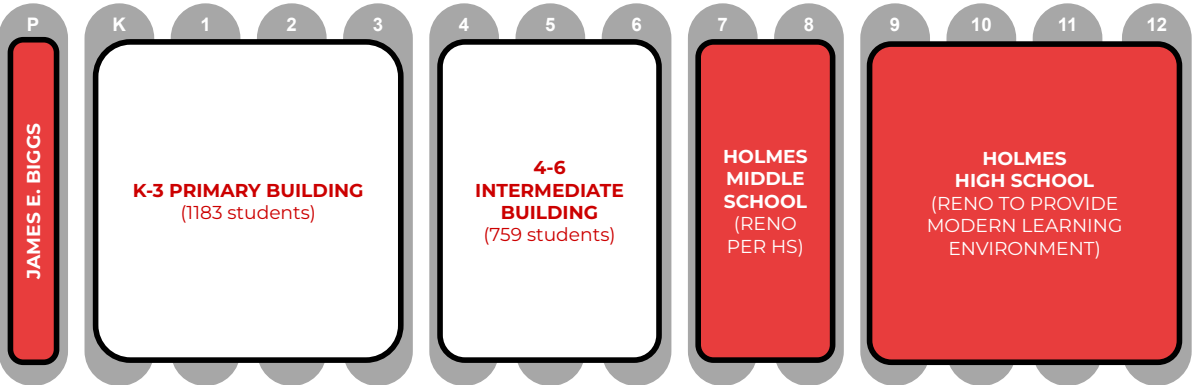 P K 1 2 3 4 5 6 7 8 9 10 11 12
JAMES E. BIGGS
K-3 PRIMARY BUILDING
(1183 students)
4-6
INTERMEDIATE
BUILDING
(759 students)
HOLMES
MIDDLE
SCHOOL
(RENO
PER HS)
HOLMES
HIGH SCHOOL
(RENO TO PROVIDE
MODERN LEARNING
ENVIRONMENT)